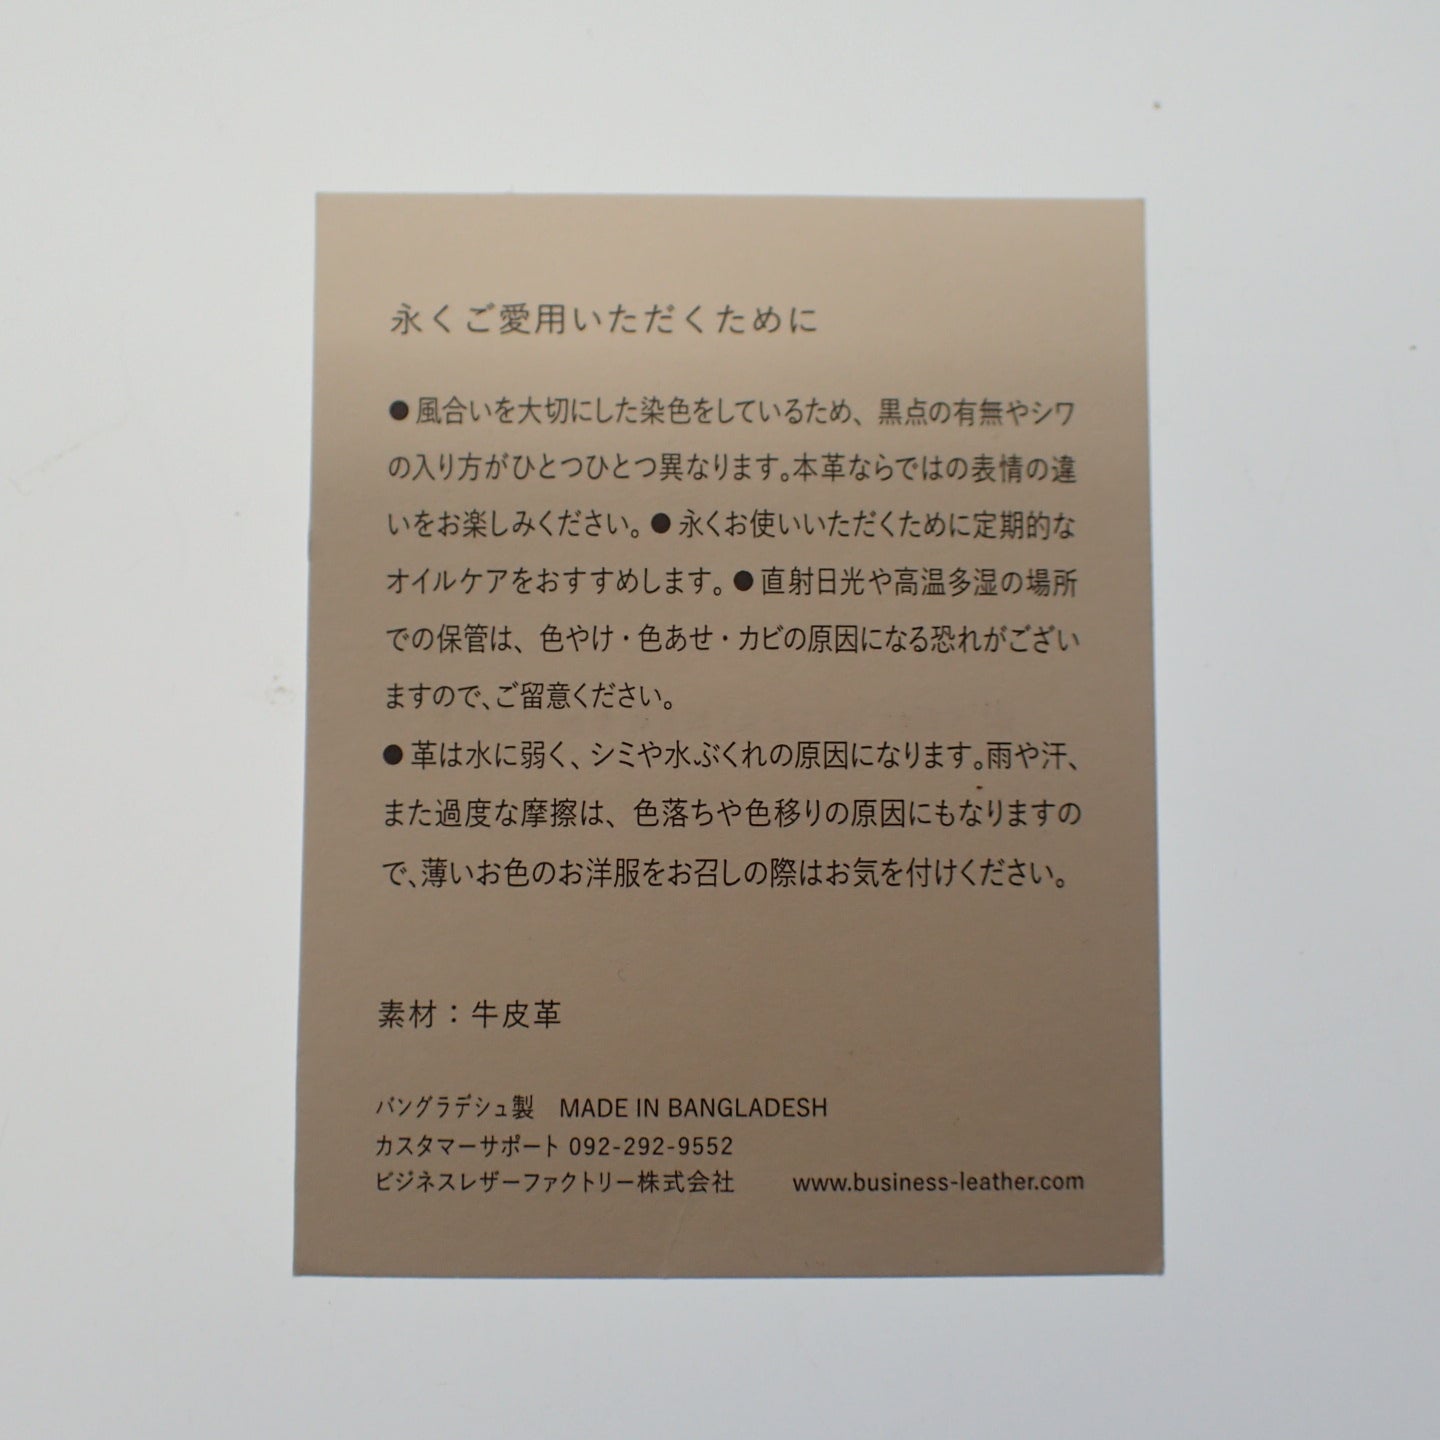 永くご愛用いただくために
●風合いを大切にした染色をしているため、黒点の有無やシワ
の入り方がひとつひとつ異なります。本革ならではの表情の違
いをお楽しみください。●永くお使いいただくために定期的な
オイルケアをおすすめします。●直射日光や高温多湿の場所
での保管は、色やけ・色あせ・カビの原因になる恐れがござい
ますので、ご留意ください。
●革は水に弱く、シミや水ぶくれの原因になります。雨や汗、
また過度な摩擦は、色落ちや色移りの原因にもなりますの
で、薄いお色のお洋服をお召しの際はお気を付けください。
素材：牛皮革
バングラデシュ製 MADE IN BANGLADESH
カスタマーサポート 092-292-9552
ビジネスレザーファクトリー株式会社 www.business-leather.com